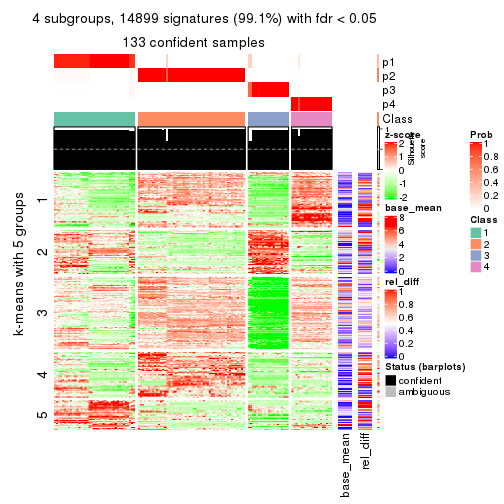 4 subgroups, 14899 signatures (99.1%) with fdr < 0.05
133 confident samples
p1
p2
p3
p4
Class
1
Silhouette
score
z-score
2
1
0
-1
-2
base_mean
8
6
4
2
0
rel_diff
1
0.8
0.6
0.4
0.2
0
Prob
1
0.8
0.6
0.4
0.2
0
Class
1
2
3
4
Status (barplots)
confident
ambiguous
k-means with 5 groups
1
2
3
4
5
base_mean
rel_diff